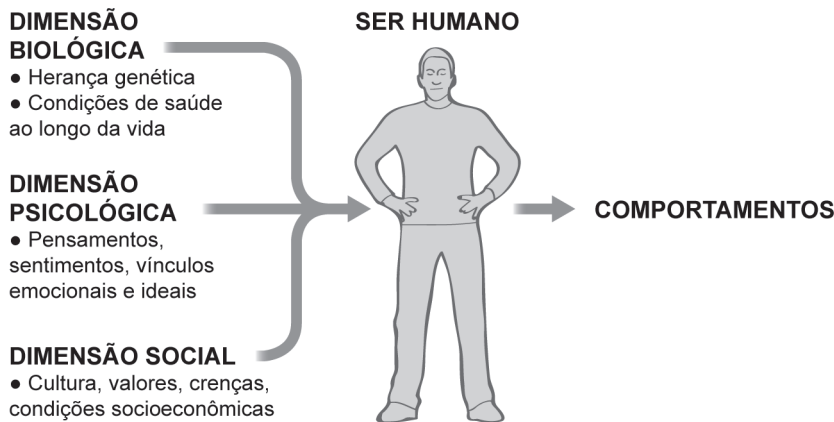 DIMENSÃO
BIOLÓGICA
● Herança genética
● Condições de saúde
ao longo da vida
DIMENSÃO
PSICOLÓGICA
● Pensamentos,
sentimentos, vínculos
emocionais e ideais
DIMENSÃO SOCIAL
● Cultura, valores, crenças,
condições socioeconômicas
SER HUMANO
COMPORTAMENTOS